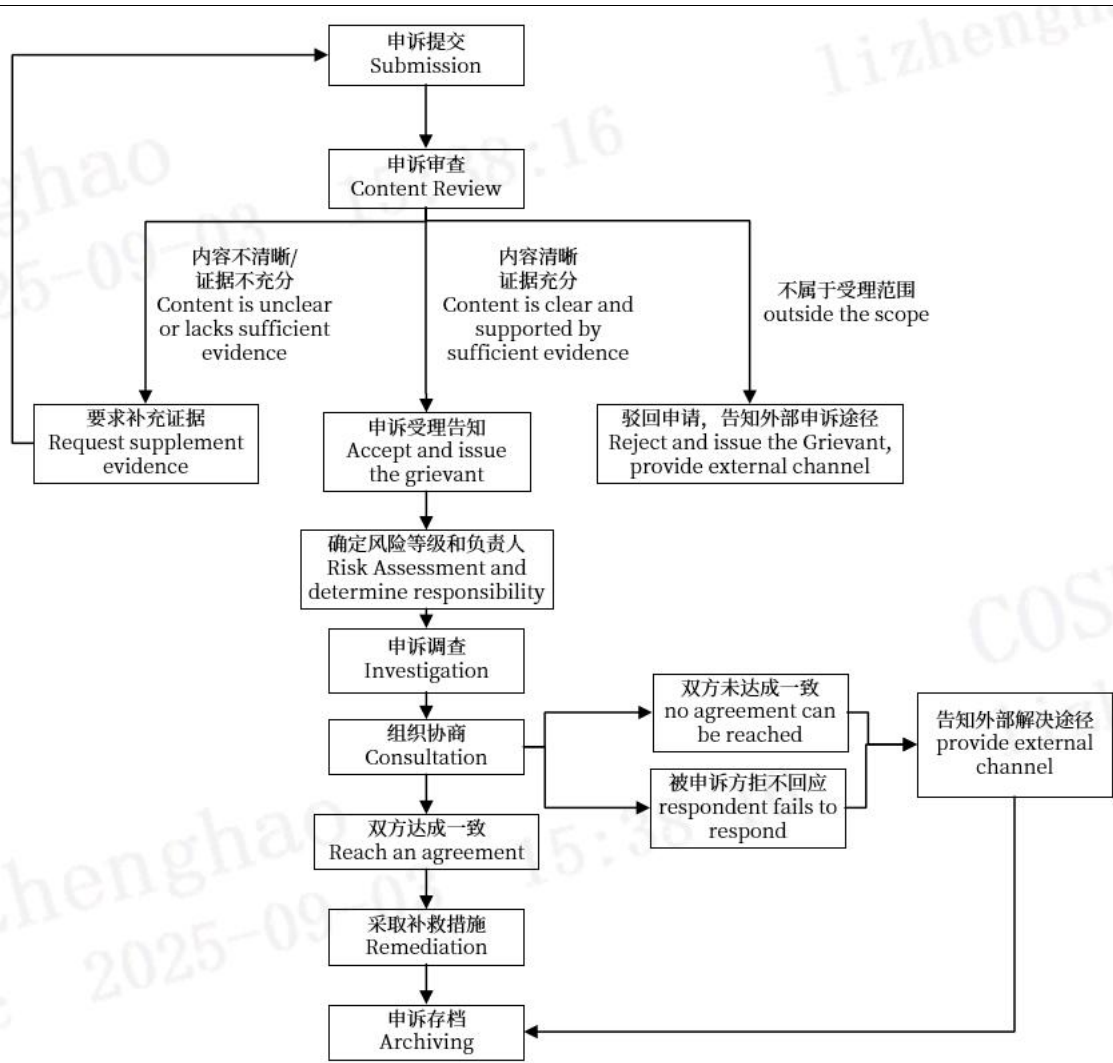 申诉提交
Submission
申诉审查
Content Review
内容不清晰/
证据不充分
Content is unclear
or lacks sufficient
evidence
内容清晰
证据充分
Content is clear and
supported by
sufficient evidence
不属于受理范围
outside the scope
要求补充证据
Request supplement
evidence
申诉受理告知
Accept and issue
the grievant
驳回申请，告知外部申诉途径
Reject and issue the Grievant,
provide external channel
确定风险等级和负责人
Risk Assessment and
determine responsibility
申诉调查
Investigation
组织协商
Consultation
双方未达成一致
no agreement can
be reached
被申诉方拒不回应
respondent fails to
respond
告知外部解决途径
provide external
channel
双方达成一致
Reach an agreement
采取补救措施
Remediation
申诉存档
Archiving